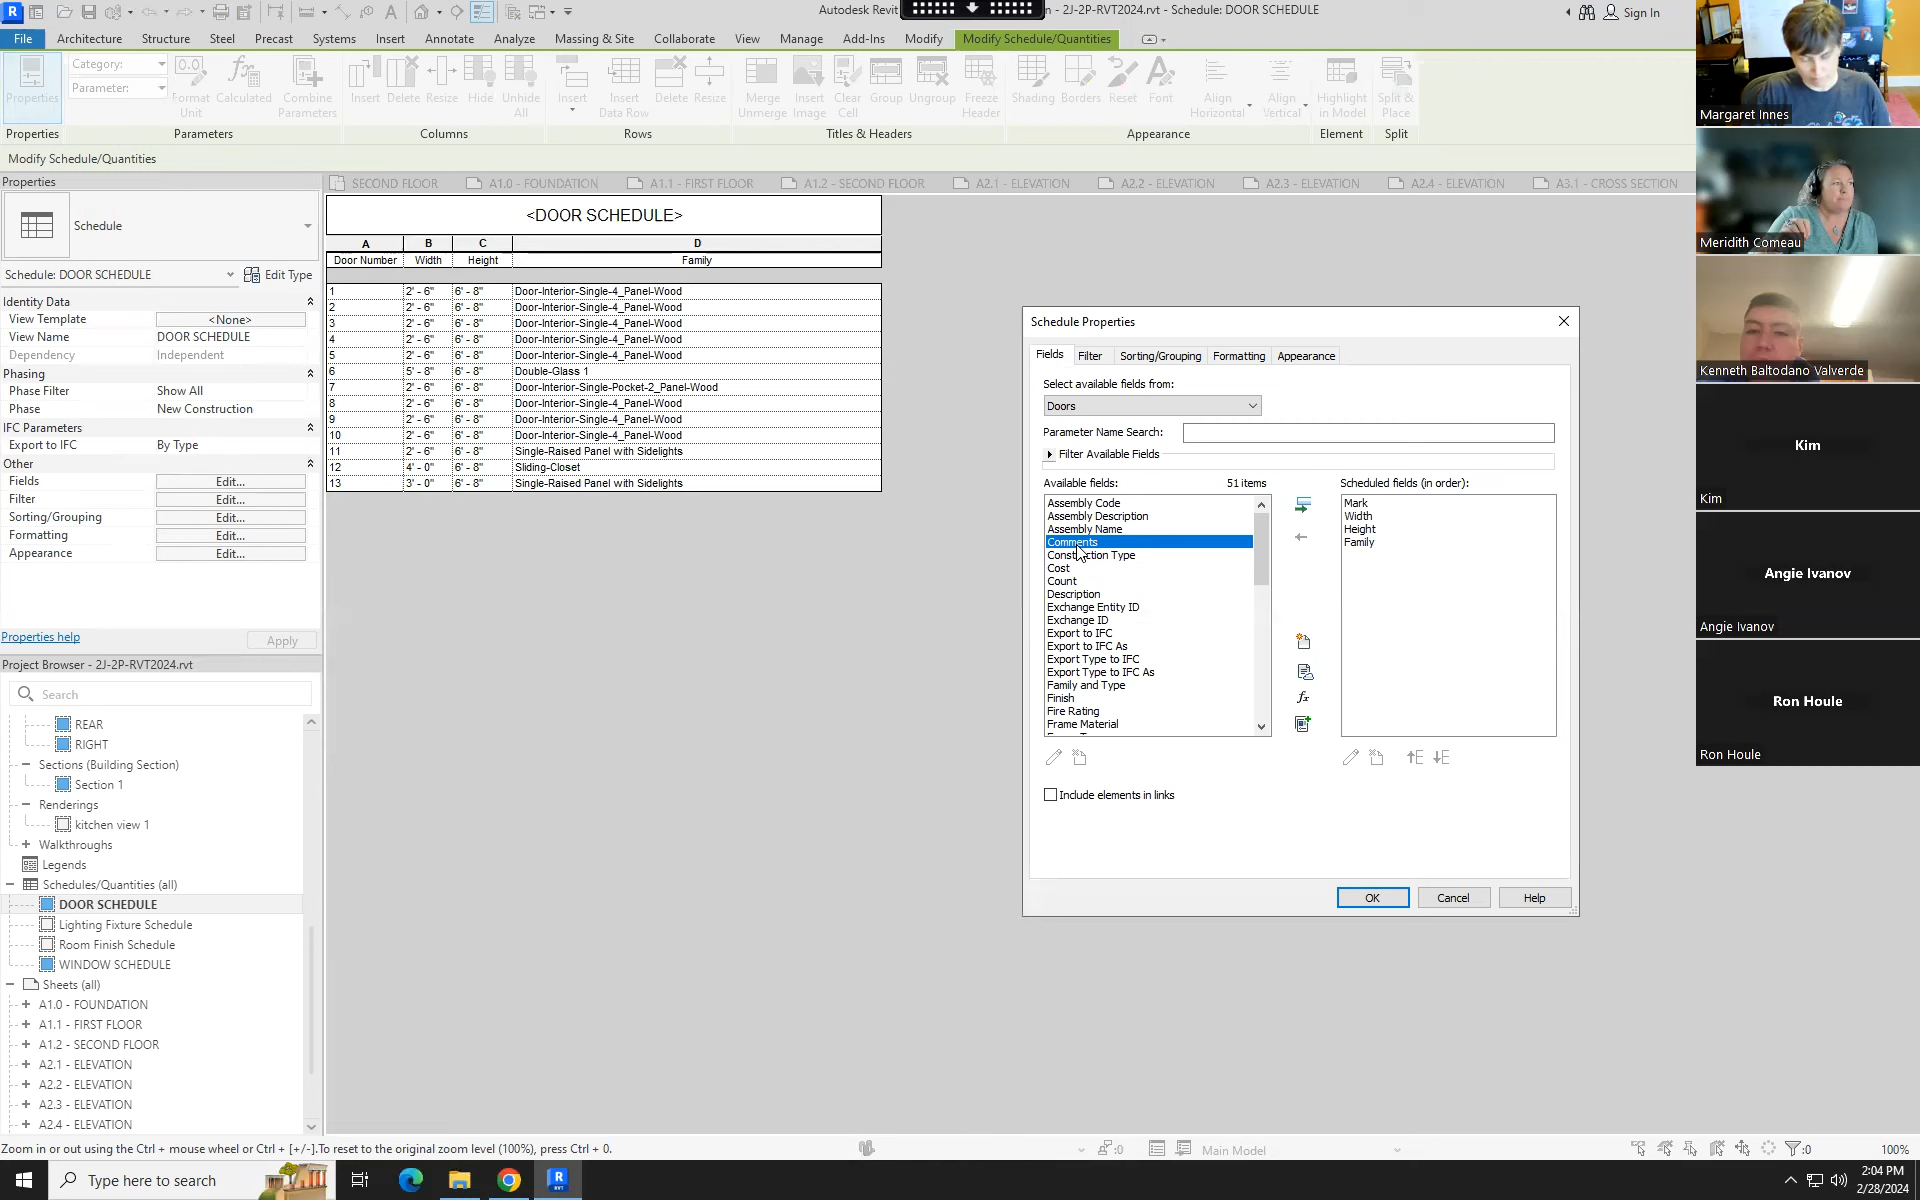 Autodesk Revit
n - 2J-2P-RVT2024.rvt - Schedule: DOOR SCHEDULE
Sign In
File Architecture Structure Steel Precast Systems Insert Annotate Analyze Massing & Site Collaborate View Manage Add-Ins Modify Modify Schedule/Quantities
Properties
Category:
Parameter:
Format Unit
Calculated
Combine Parameters
Insert Delete Resize Hide Unhide All
Insert
Insert Data Row
Delete Resize
Merge Unmerge
Insert Image
Clear Cell
Group Ungroup
Freeze Header
Shading Borders Reset Font
Align Horizontal
Align Vertical
Highlight in Model
Split & Place
Properties Parameters Columns Rows Titles & Headers Appearance Element Split
Modify Schedule/Quantities
Properties
Schedule
Schedule: DOOR SCHEDULE
Edit Type
Identity Data
View Template <None>
View Name DOOR SCHEDULE
Dependency Independent
Phasing
Phase Filter Show All
Phase New Construction
IFC Parameters
Export to IFC By Type
Other
Fields Edit...
Filter Edit...
Sorting/Grouping Edit...
Formatting Edit...
Appearance Edit...
Properties help
Apply
Project Browser - 2J-2P-RVT2024.rvt
Search
REAR
RIGHT
Sections (Building Section)
Section 1
Renderings
kitchen view 1
Walkthroughs
Legends
Schedules/Quantities (all)
DOOR SCHEDULE
Lighting Fixture Schedule
Room Finish Schedule
WINDOW SCHEDULE
Sheets (all)
A1.0 - FOUNDATION
A1.1 - FIRST FLOOR
A1.2 - SECOND FLOOR
A2.1 - ELEVATION
A2.2 - ELEVATION
A2.3 - ELEVATION
A2.4 - ELEVATION
SECOND FLOOR A1.0 - FOUNDATION A1.1 - FIRST FLOOR A1.2 - SECOND FLOOR A2.1 - ELEVATION A2.2 - ELEVATION A2.3 - ELEVATION A2.4 - ELEVATION A3.1 - CROSS SECTION
<DOOR SCHEDULE>
A B C D
Door Number Width Height Family
1 2' - 6" 6' - 8" Door-Interior-Single-4_Panel-Wood
2 2' - 6" 6' - 8" Door-Interior-Single-4_Panel-Wood
3 2' - 6" 6' - 8" Door-Interior-Single-4_Panel-Wood
4 2' - 6" 6' - 8" Door-Interior-Single-4_Panel-Wood
5 2' - 6" 6' - 8" Door-Interior-Single-4_Panel-Wood
6 5' - 8" 6' - 8" Double-Glass 1
7 2' - 6" 6' - 8" Door-Interior-Single-Pocket-2_Panel-Wood
8 2' - 6" 6' - 8" Door-Interior-Single-4_Panel-Wood
9 2' - 6" 6' - 8" Door-Interior-Single-4_Panel-Wood
10 2' - 6" 6' - 8" Door-Interior-Single-4_Panel-Wood
11 2' - 6" 6' - 8" Single-Raised Panel with Sidelights
12 4' - 0" 6' - 8" Sliding-Closet
13 3' - 0" 6' - 8" Single-Raised Panel with Sidelights
Schedule Properties
Fields Filter Sorting/Grouping Formatting Appearance
Select available fields from:
Doors
Parameter Name Search:
Filter Available Fields
Available fields: 51 items
Assembly Code
Assembly Description
Assembly Name
Comments
Construction Type
Cost
Count
Description
Exchange Entity ID
Exchange ID
Export to IFC
Export to IFC As
Export Type to IFC
Export Type to IFC As
Family and Type
Finish
Fire Rating
Frame Material
Scheduled fields (in order):
Mark
Width
Height
Family
Include elements in links
OK Cancel Help
Margaret Innes
Meridith Comeau
Kenneth Baltodano Valverde
Kim
Kim
Angie Ivanov
Angie Ivanov
Ron Houle
Ron Houle
Zoom in or out using the Ctrl + mouse wheel or Ctrl + [+/-].To reset to the original zoom level (100%), press Ctrl + 0.
:0
Main Model
:0
100%
Type here to search
2:04 PM
2/28/2024